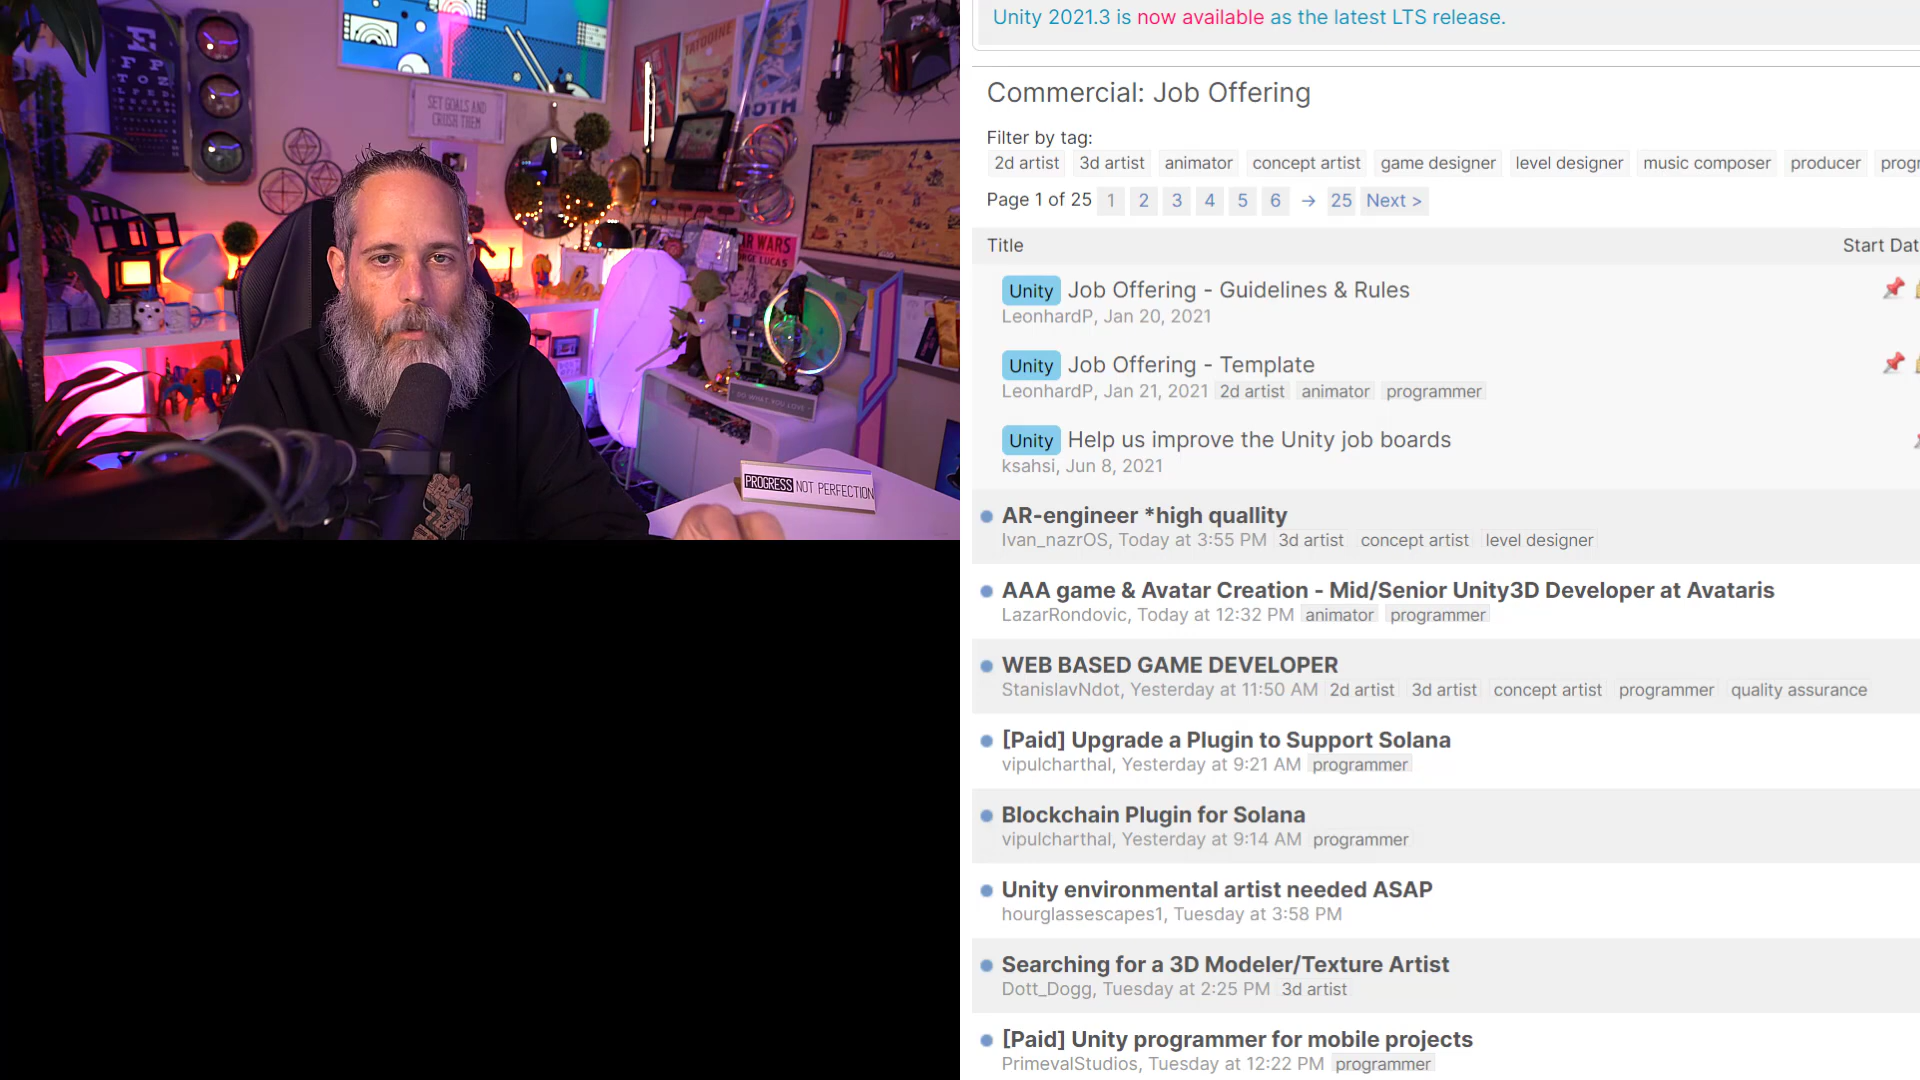 SET GOALS AND
CRUSH THEM
TATOOINE
HOTH
STAR WARS
GEORGE LUCAS
DO WHAT YOU LOVE
PROGRESS NOT PERFECTION
Unity 2021.3 is now available as the latest LTS release.
Commercial: Job Offering
Filter by tag:
2d artist 3d artist animator concept artist game designer level designer music composer producer
Page 1 of 25 1 2 3 4 5 6 → 25 Next >
Title Start Dat
Unity Job Offering - Guidelines & Rules
LeonhardP, Jan 20, 2021
Unity Job Offering - Template
LeonhardP, Jan 21, 2021 2d artist animator programmer
Unity Help us improve the Unity job boards
ksahsi, Jun 8, 2021
AR-engineer *high quallity
Ivan_nazrOS, Today at 3:55 PM 3d artist concept artist level designer
AAA game & Avatar Creation - Mid/Senior Unity3D Developer at Avataris
LazarRondovic, Today at 12:32 PM animator programmer
WEB BASED GAME DEVELOPER
StanislavNdot, Yesterday at 11:50 AM 2d artist 3d artist concept artist programmer quality assurance
[Paid] Upgrade a Plugin to Support Solana
vipulcharthal, Yesterday at 9:21 AM programmer
Blockchain Plugin for Solana
vipulcharthal, Yesterday at 9:14 AM programmer
Unity environmental artist needed ASAP
hourglassescapes1, Tuesday at 3:58 PM
Searching for a 3D Modeler/Texture Artist
Dott_Dogg, Tuesday at 2:25 PM 3d artist
[Paid] Unity programmer for mobile projects
PrimevalStudios, Tuesday at 12:22 PM programmer